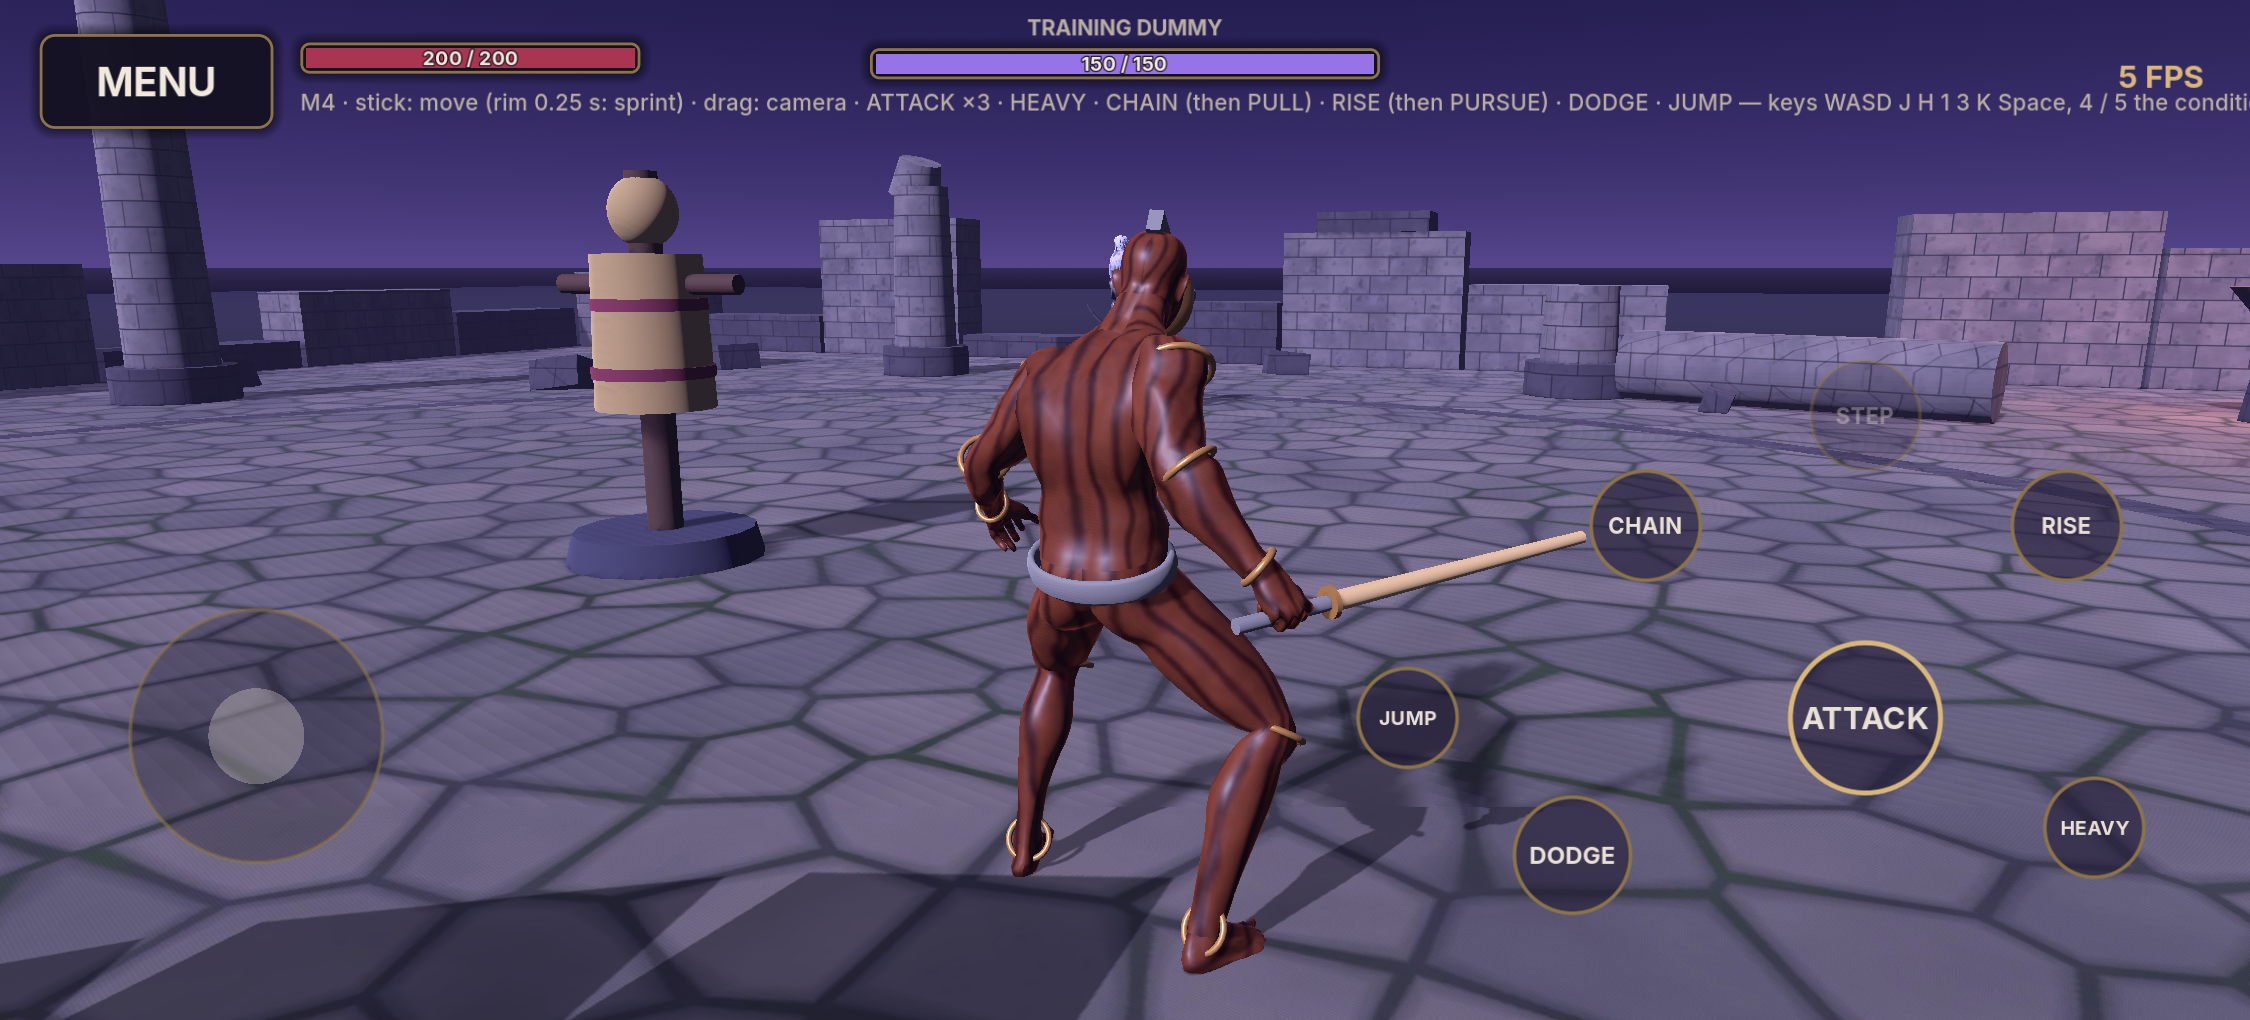 TRAINING DUMMY
MENU
200 / 200
150 / 150
5 FPS
M4 · stick: move (rim 0.25 s: sprint) · drag: camera · ATTACK ×3 · HEAVY · CHAIN (then PULL) · RISE (then PURSUE) · DODGE · JUMP — keys WASD J H 1 3 K Space, 4 / 5 the
STEP
CHAIN
RISE
JUMP
ATTACK
HEAVY
DODGE